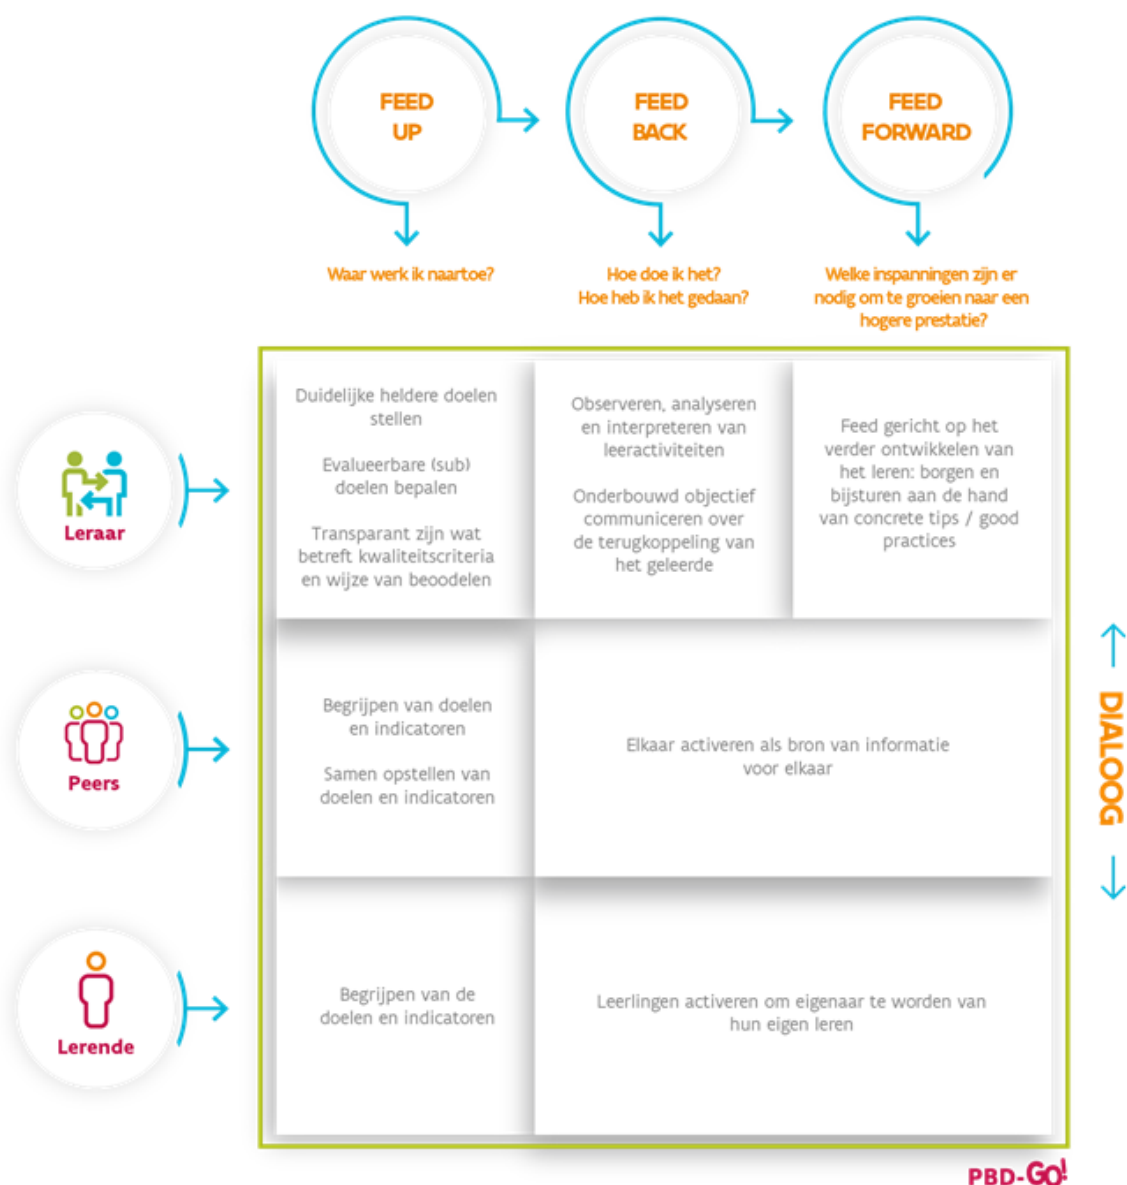 FEED
UP
FEED
BACK
FEED
FORWARD
Waar werk ik naartoe?
Hoe doe ik het?
Hoe heb ik het gedaan?
Welke inspanningen zijn er
nodig om te groeien naar een
hogere prestatie?
Leraar
Duidelijke heldere doelen
stellen
Evalueerbare (sub)
doelen bepalen
Transparant zijn wat
betreft kwaliteitscriteria
en wijze van beoodelen
Observeren, analyseren
en interpreteren van
leeractiviteiten
Onderbouwd objectief
communiceren over
de terugkoppeling van
het geleerde
Feed gericht op het
verder ontwikkelen van
het leren: borgen en
bijsturen aan de hand
van concrete tips / good
practices
Peers
Begrijpen van doelen
en indicatoren
Samen opstellen van
doelen en indicatoren
Elkaar activeren als bron van informatie
voor elkaar
DIALOOG
Lerende
Begrijpen van de
doelen en indicatoren
Leerlingen activeren om eigenaar te worden van
hun eigen leren
PBD-GO!